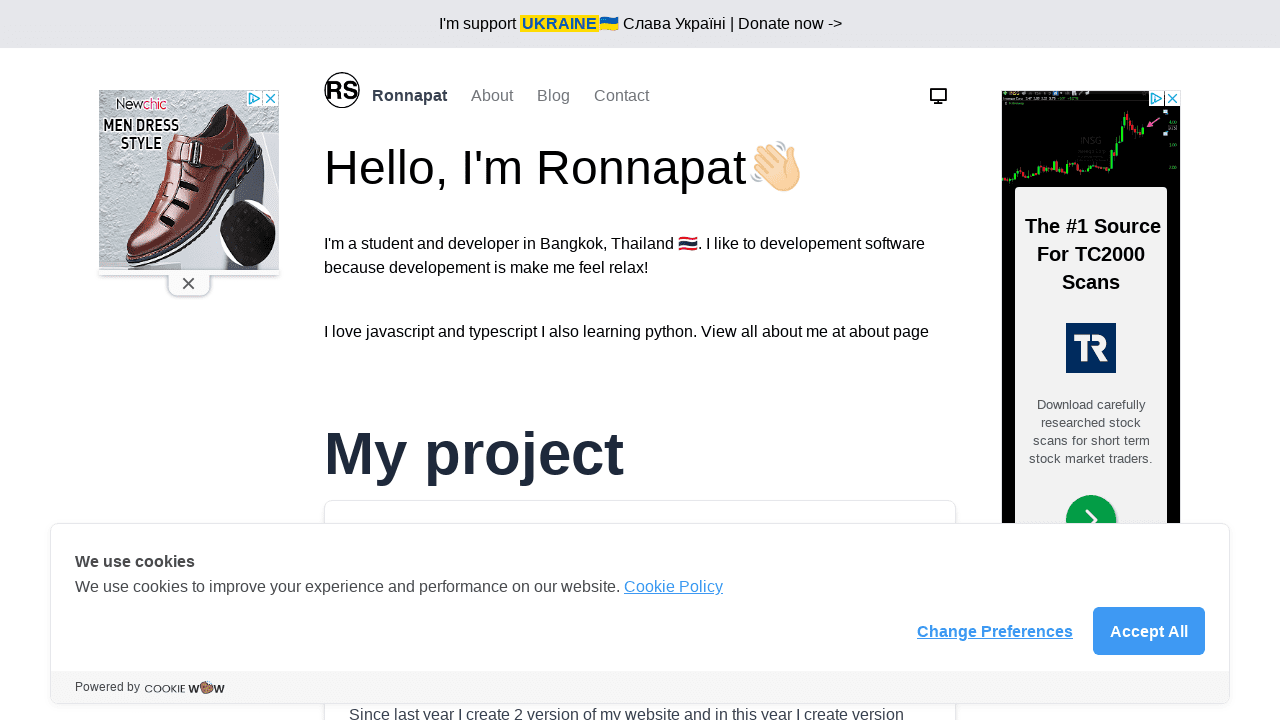 I'm support UKRAINE🇺🇦 Слава Україні | Donate now ->
RS
Ronnapat
About
Blog
Contact
Newchic
MEN DRESS
STYLE
Hello, I'm Ronnapat👋🏻
I'm a student and developer in Bangkok, Thailand 🇹🇭. I like to developement software
because developement is make me feel relax!
I love javascript and typescript I also learning python. View all about me at about page
INSG
The #1 Source
For TC2000
Scans
TR
Download carefully
researched stock
scans for short term
stock market traders.
My project
We use cookies
We use cookies to improve your experience and performance on our website. Cookie Policy
Change Preferences
Accept All
Powered by COOKIE WOW
Since last year I create 2 version of my website and in this year I create version